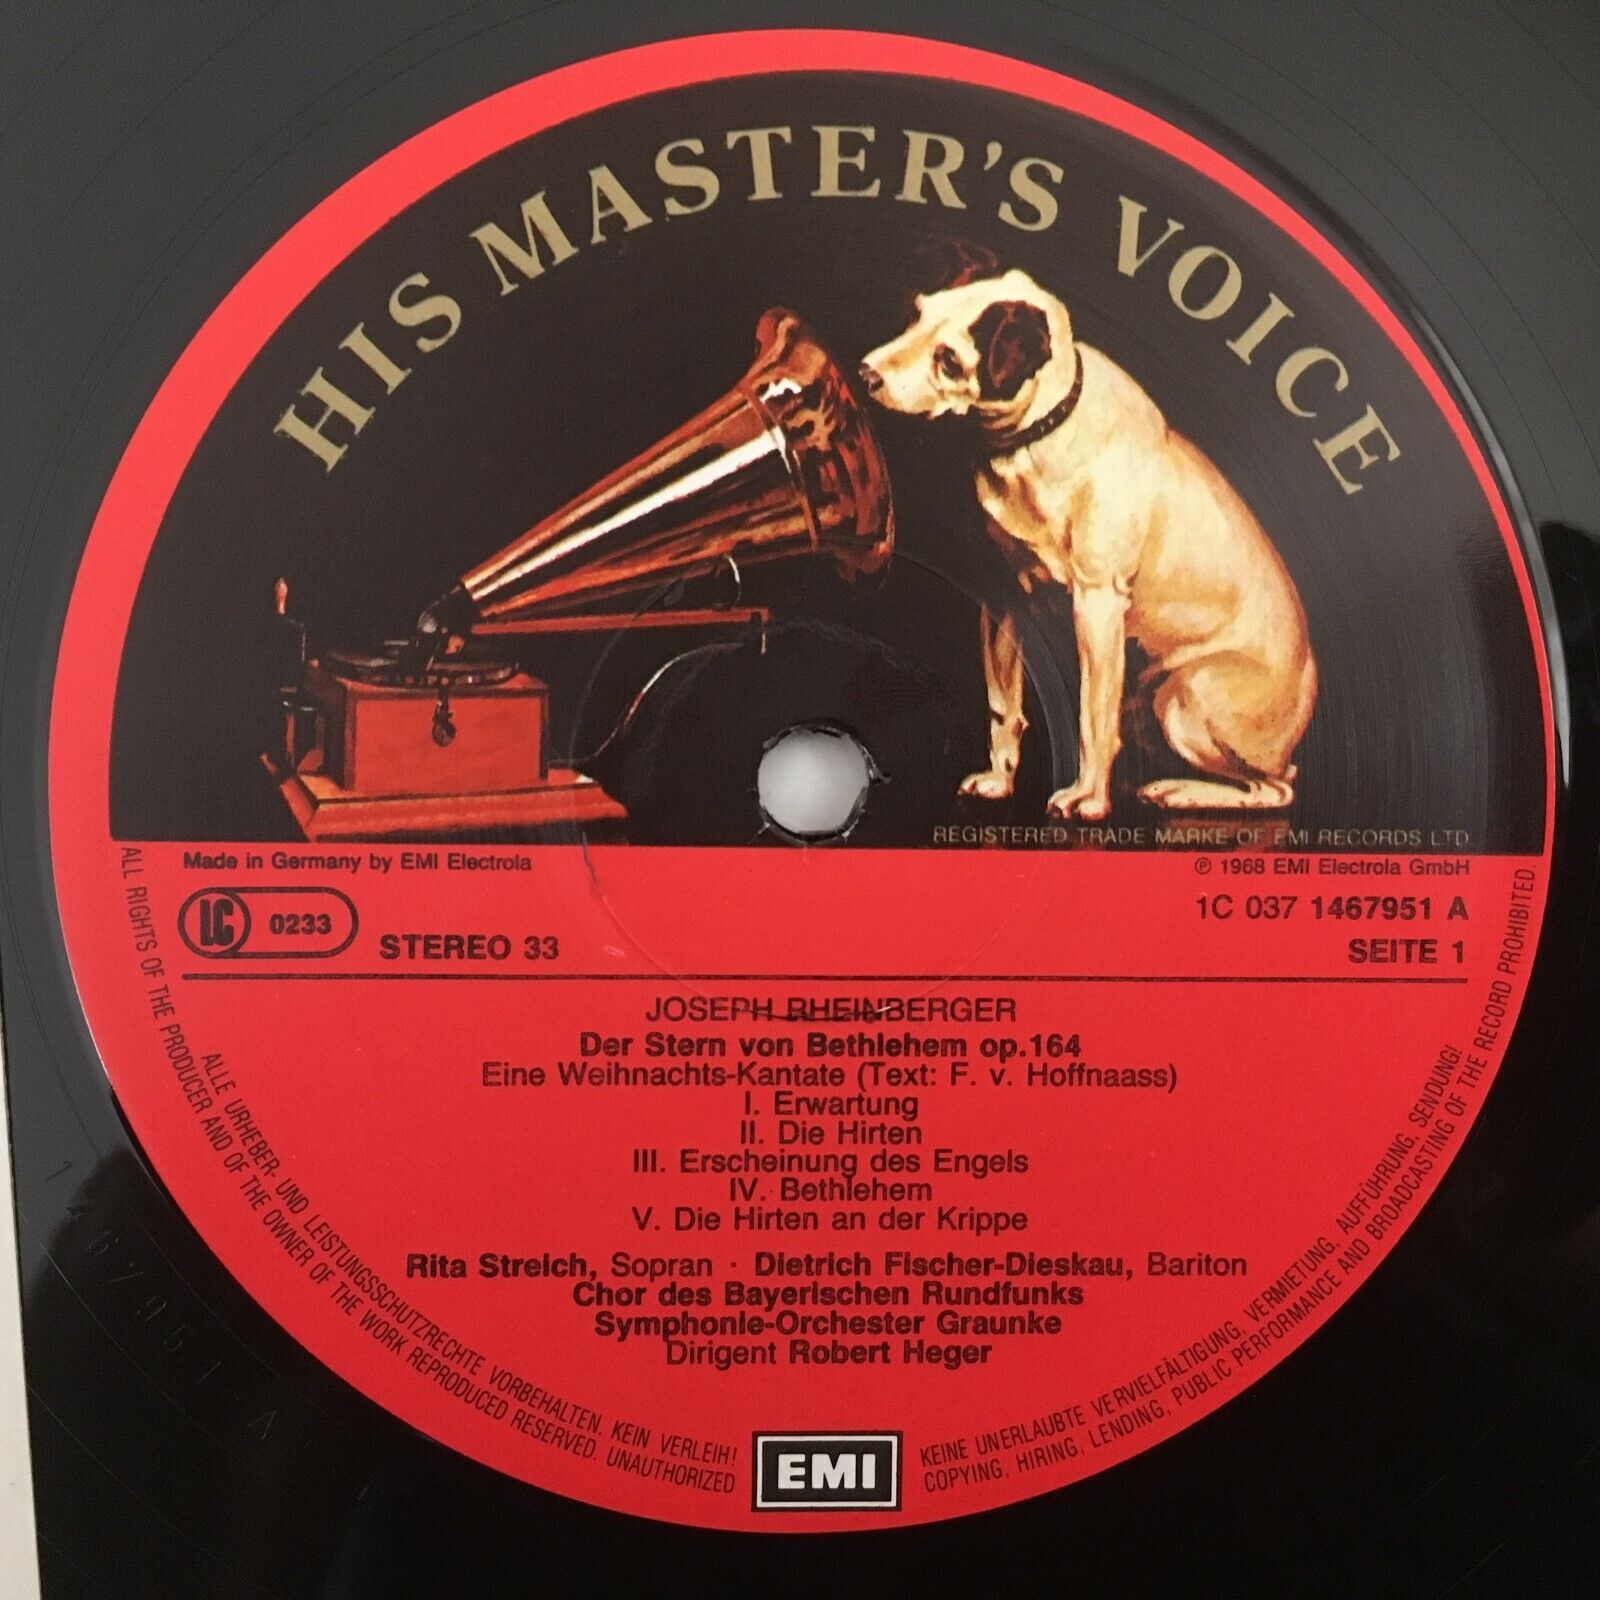 HIS MASTER'S VOICE
REGISTERED TRADE MARKE OF EMI RECORDS LTD
Made in Germany by EMI Electrola
℗ 1968 EMI Electrola GmbH
LC 0233
STEREO 33
1C 037 1467951 A
SEITE 1
JOSEPH RHEINBERGER
Der Stern von Bethlehem op.164
Eine Weihnachts-Kantate (Text: F. v. Hoffnaass)
I. Erwartung
II. Die Hirten
III. Erscheinung des Engels
IV. Bethlehem
V. Die Hirten an der Krippe
Rita Streich, Sopran · Dietrich Fischer-Dieskau, Bariton
Chor des Bayerischen Rundfunks
Symphonie-Orchester Graunke
Dirigent Robert Heger
EMI
ALLE URHEBER- UND LEISTUNGSSCHUTZRECHTE VORBEHALTEN. KEIN VERLEIH! KEINE UNERLAUBTE VERVIELFÄLTIGUNG, VERMIETUNG, AUFFÜHRUNG, SENDUNG!
ALL RIGHTS OF THE PRODUCER AND OF THE OWNER OF THE WORK REPRODUCED RESERVED. UNAUTHORIZED COPYING, HIRING, LENDING, PUBLIC PERFORMANCE AND BROADCASTING OF THE RECORD PROHIBITED.